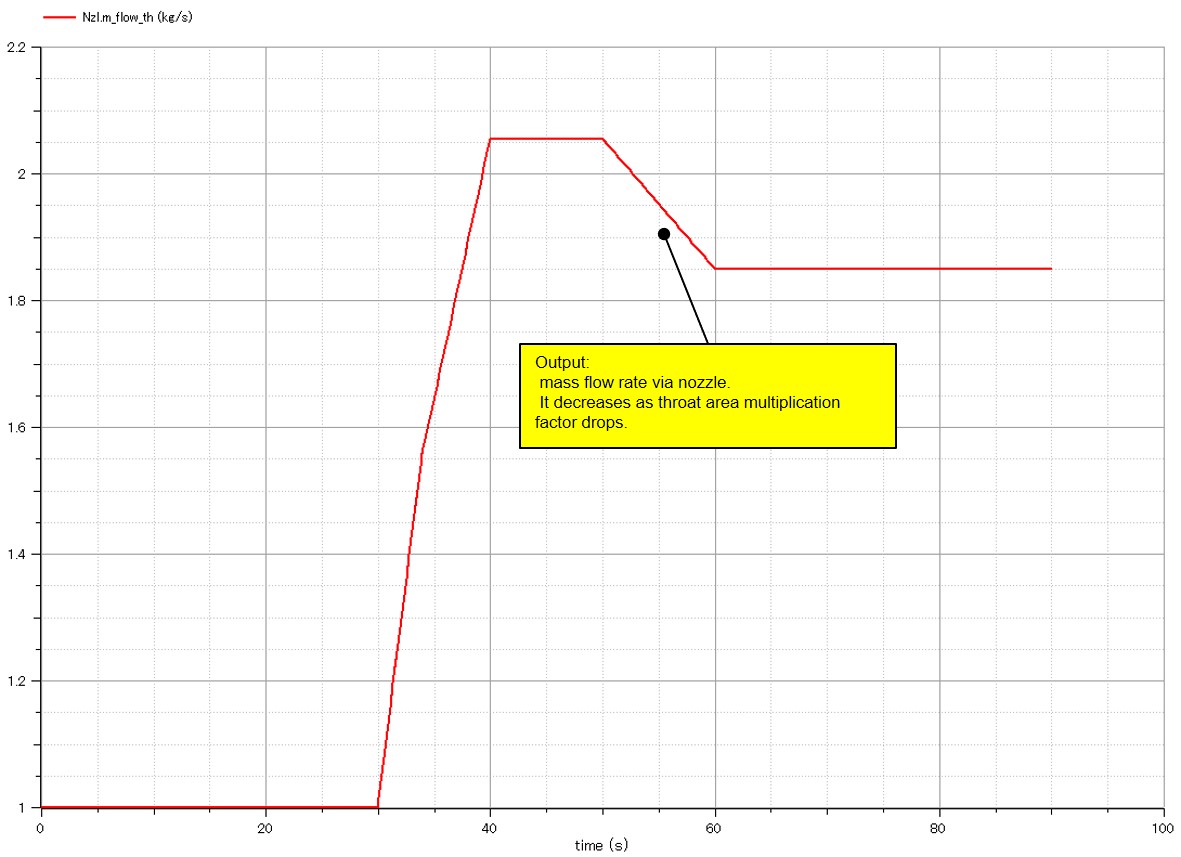 Nzl.m_flow_th (kg/s)
2.2
2
1.8
1.6
1.4
1.2
1
Output:
mass flow rate via nozzle.
It decreases as throat area multiplication
factor drops.
0
20
40
60
80
100
time (s)